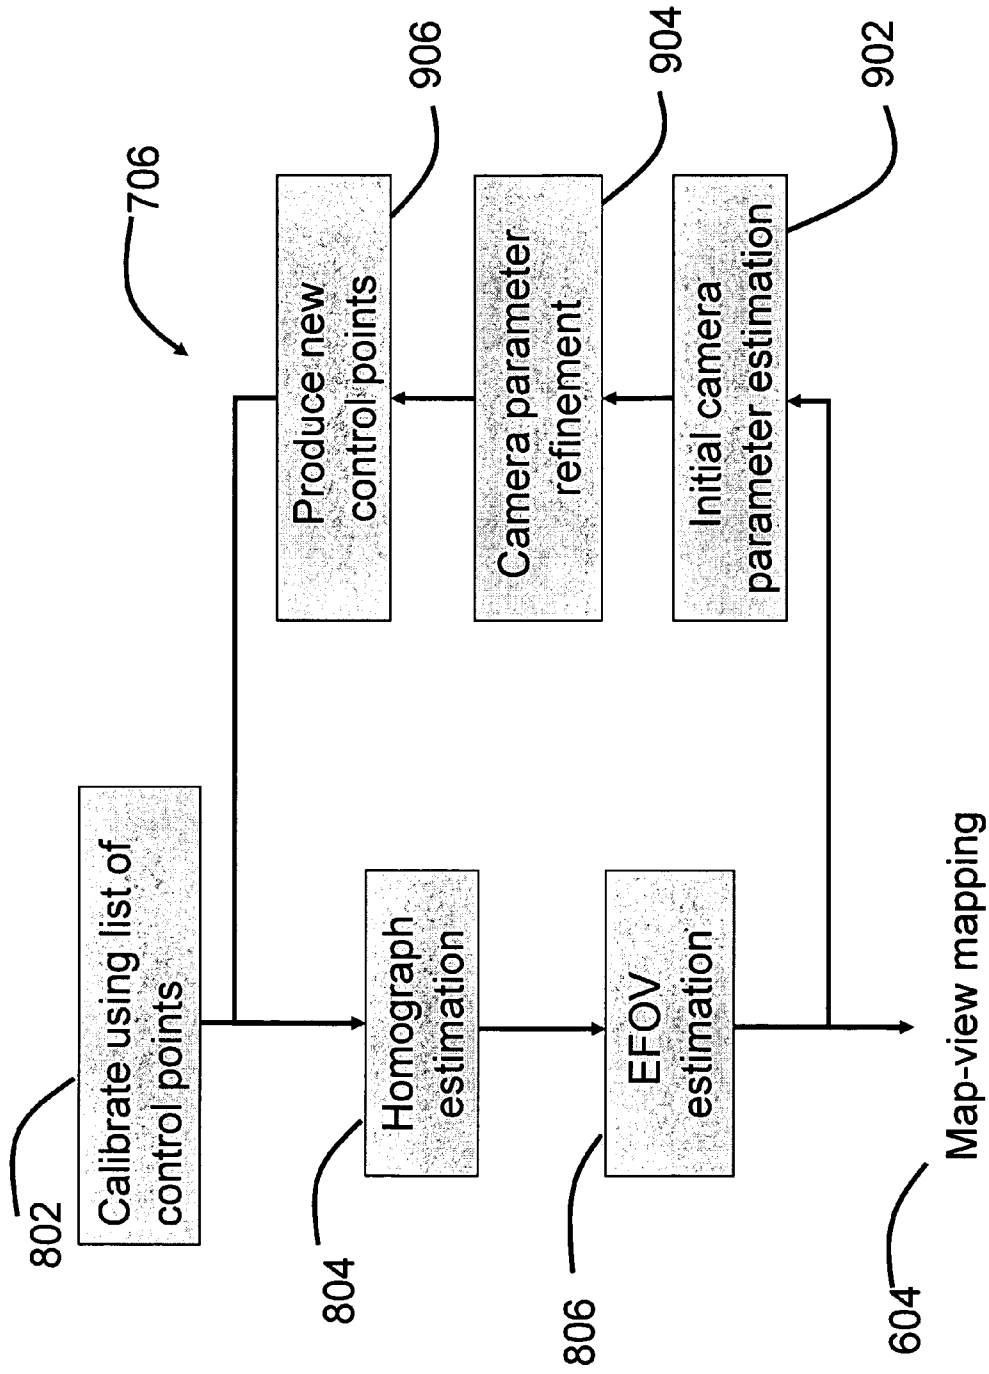 706
802
Calibrate using list of
control points
804
Homograph
estimation
806
EFOV
estimation
604
Map-view mapping
906
Produce new
control points
904
Camera parameter
refinement
902
Initial camera
parameter estimation